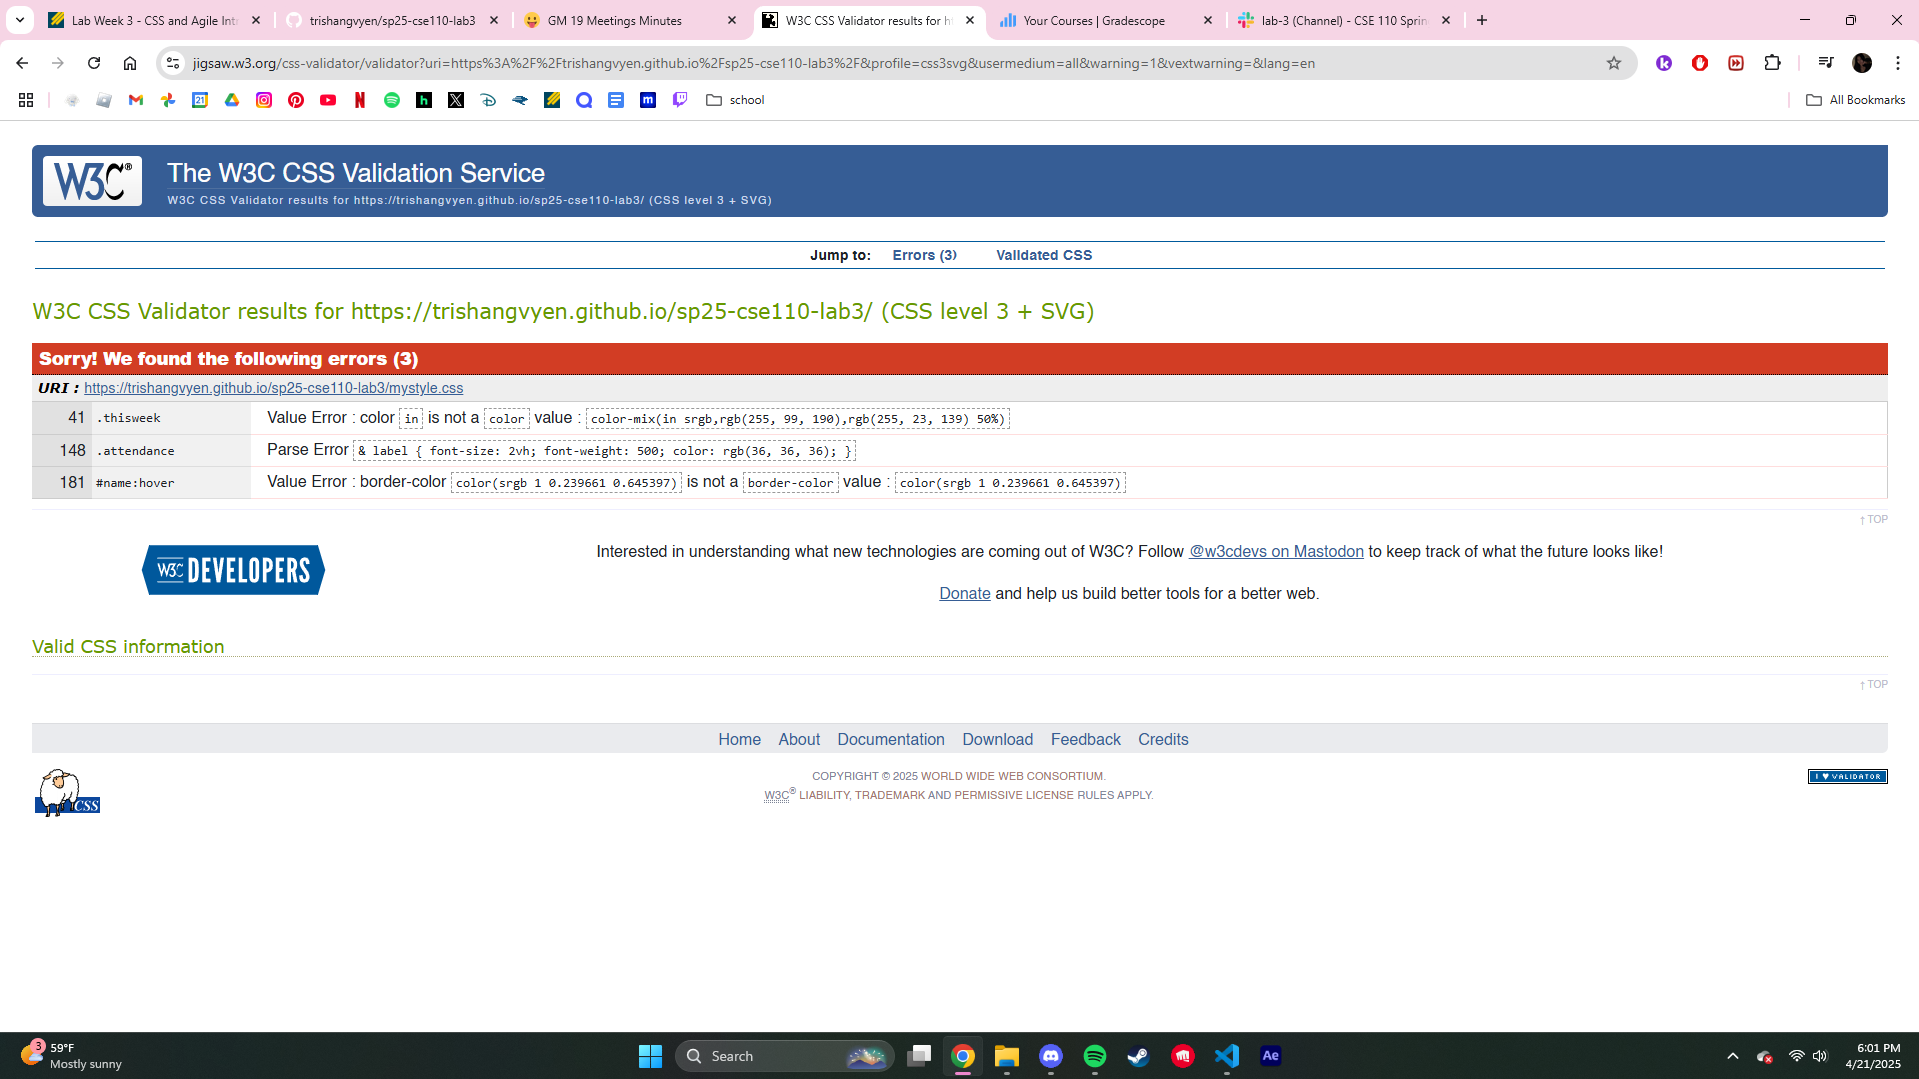 Lab Week 3 - CSS and Agile Int
trishangvyen/sp25-cse110-lab3
GM 19 Meetings Minutes
W3C CSS Validator results for h
Your Courses | Gradescope
lab-3 (Channel) - CSE 110 Sprin
jigsaw.w3.org/css-validator/validator?uri=https%3A%2F%2Ftrishangvyen.github.io%2Fsp25-cse110-lab3%2F&profile=css3svg&usermedium=all&warning=1&vextwarning=&lang=en
school
All Bookmarks
W3C®
The W3C CSS Validation Service
W3C CSS Validator results for https://trishangvyen.github.io/sp25-cse110-lab3/ (CSS level 3 + SVG)
Jump to: Errors (3) Validated CSS
W3C CSS Validator results for https://trishangvyen.github.io/sp25-cse110-lab3/ (CSS level 3 + SVG)
Sorry! We found the following errors (3)
URI : https://trishangvyen.github.io/sp25-cse110-lab3/mystyle.css
41 .thisweek Value Error : color in is not a color value : color-mix(in srgb,rgb(255, 99, 190),rgb(255, 23, 139) 50%)
148 .attendance Parse Error & label { font-size: 2vh; font-weight: 500; color: rgb(36, 36, 36); }
181 #name:hover Value Error : border-color color(srgb 1 0.239661 0.645397) is not a border-color value : color(srgb 1 0.239661 0.645397)
↑ TOP
W3C DEVELOPERS
Interested in understanding what new technologies are coming out of W3C? Follow @w3cdevs on Mastodon to keep track of what the future looks like!
Donate and help us build better tools for a better web.
Valid CSS information
↑ TOP
Home About Documentation Download Feedback Credits
CSS
COPYRIGHT © 2025 WORLD WIDE WEB CONSORTIUM.
W3C® LIABILITY, TRADEMARK AND PERMISSIVE LICENSE RULES APPLY.
I ♥ VALIDATOR
3
59°F
Mostly sunny
Search
Ae
6:01 PM
4/21/2025